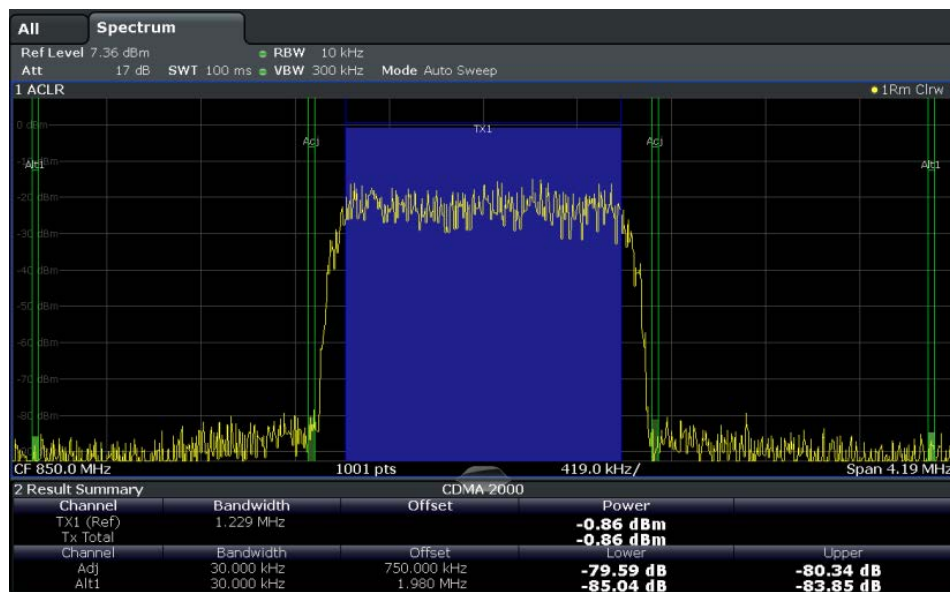 All Spectrum
Ref Level 7.36 dBm RBW 10 kHz
Att 17 dB SWT 100 ms VBW 300 kHz Mode Auto Sweep
1 ACLR 1Rm Clrw
0 dBm
TX1
Adj Adj
-10 dBm
Alt1 Alt1
-20 dBm
-30 dBm
-40 dBm
-50 dBm
-60 dBm
-70 dBm
-80 dBm
CF 850.0 MHz 1001 pts 419.0 kHz/ Span 4.19 MHz
2 Result Summary CDMA 2000
Channel Bandwidth Offset Power
TX1 (Ref) 1.229 MHz -0.86 dBm
Tx Total -0.86 dBm
Channel Bandwidth Offset Lower Upper
Adj 30.000 kHz 750.000 kHz -79.59 dB -80.34 dB
Alt1 30.000 kHz 1.980 MHz -85.04 dB -83.85 dB